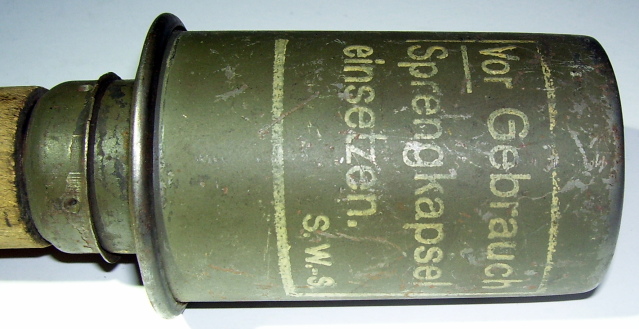 Vor Gebrauch
Sprengkapsel
einsetzen.
S.W.-S.